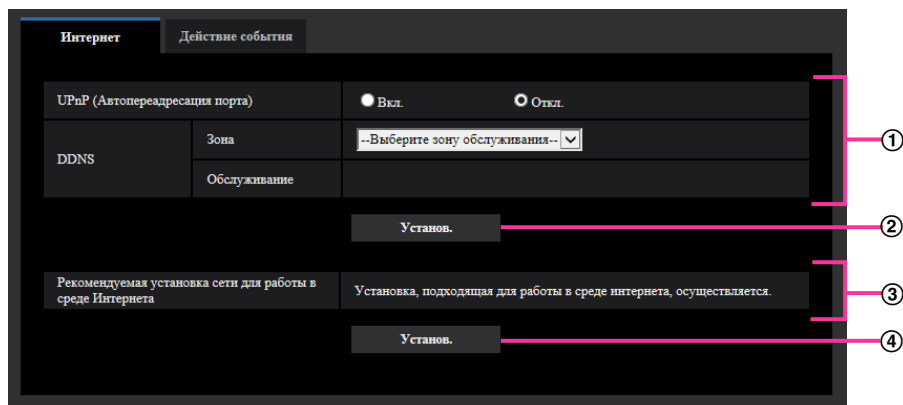 Интернет
Действие события
UPnP (Автопереадресация порта)
Вкл.
Откл.
DDNS
Зона
--Выберите зону обслуживания--
Обслуживание
①
Установ.
②
Рекомендуемая установка сети для работы в
среде Интернета
Установка, подходящая для работы в среде интернета, осуществляется.
③
Установ.
④